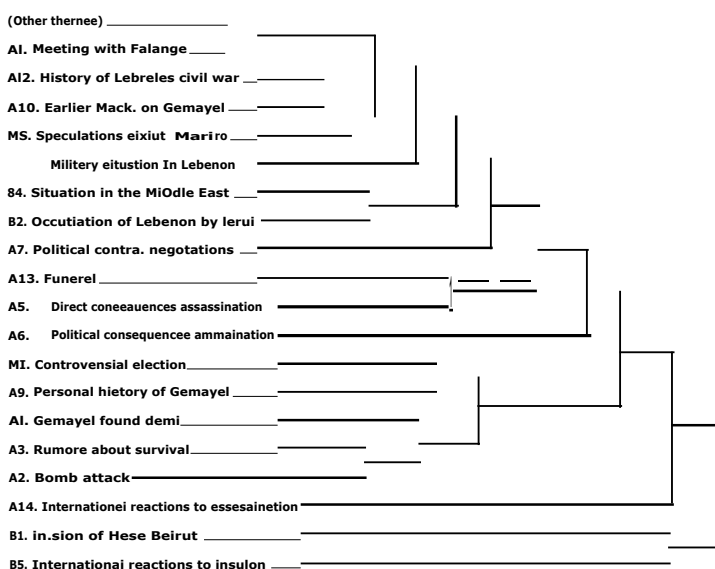 (Other thernee)
Al. Meeting with Falange
Al2. History of Lebreles civil war
A10. Earlier Mack. on Gemayel
MS. Speculations eixiut Mariro
Militery eitustion In Lebenon
84. Situation in the MiOdle East
B2. Occutiation of Lebenon by lerui
A7. Political contra. negotations
A13. Funerel
A5. Direct coneeauences assassination
A6. Political consequencee ammaination
MI. Controvensial election
A9. Personal hietory of Gemayel
Al. Gemayel found demi
A3. Rumore about survival
A2. Bomb attack
A14. Internationei reactions to essesainetion
B1. in.sion of Hese Beirut
B5. Internationai reactions to insulon